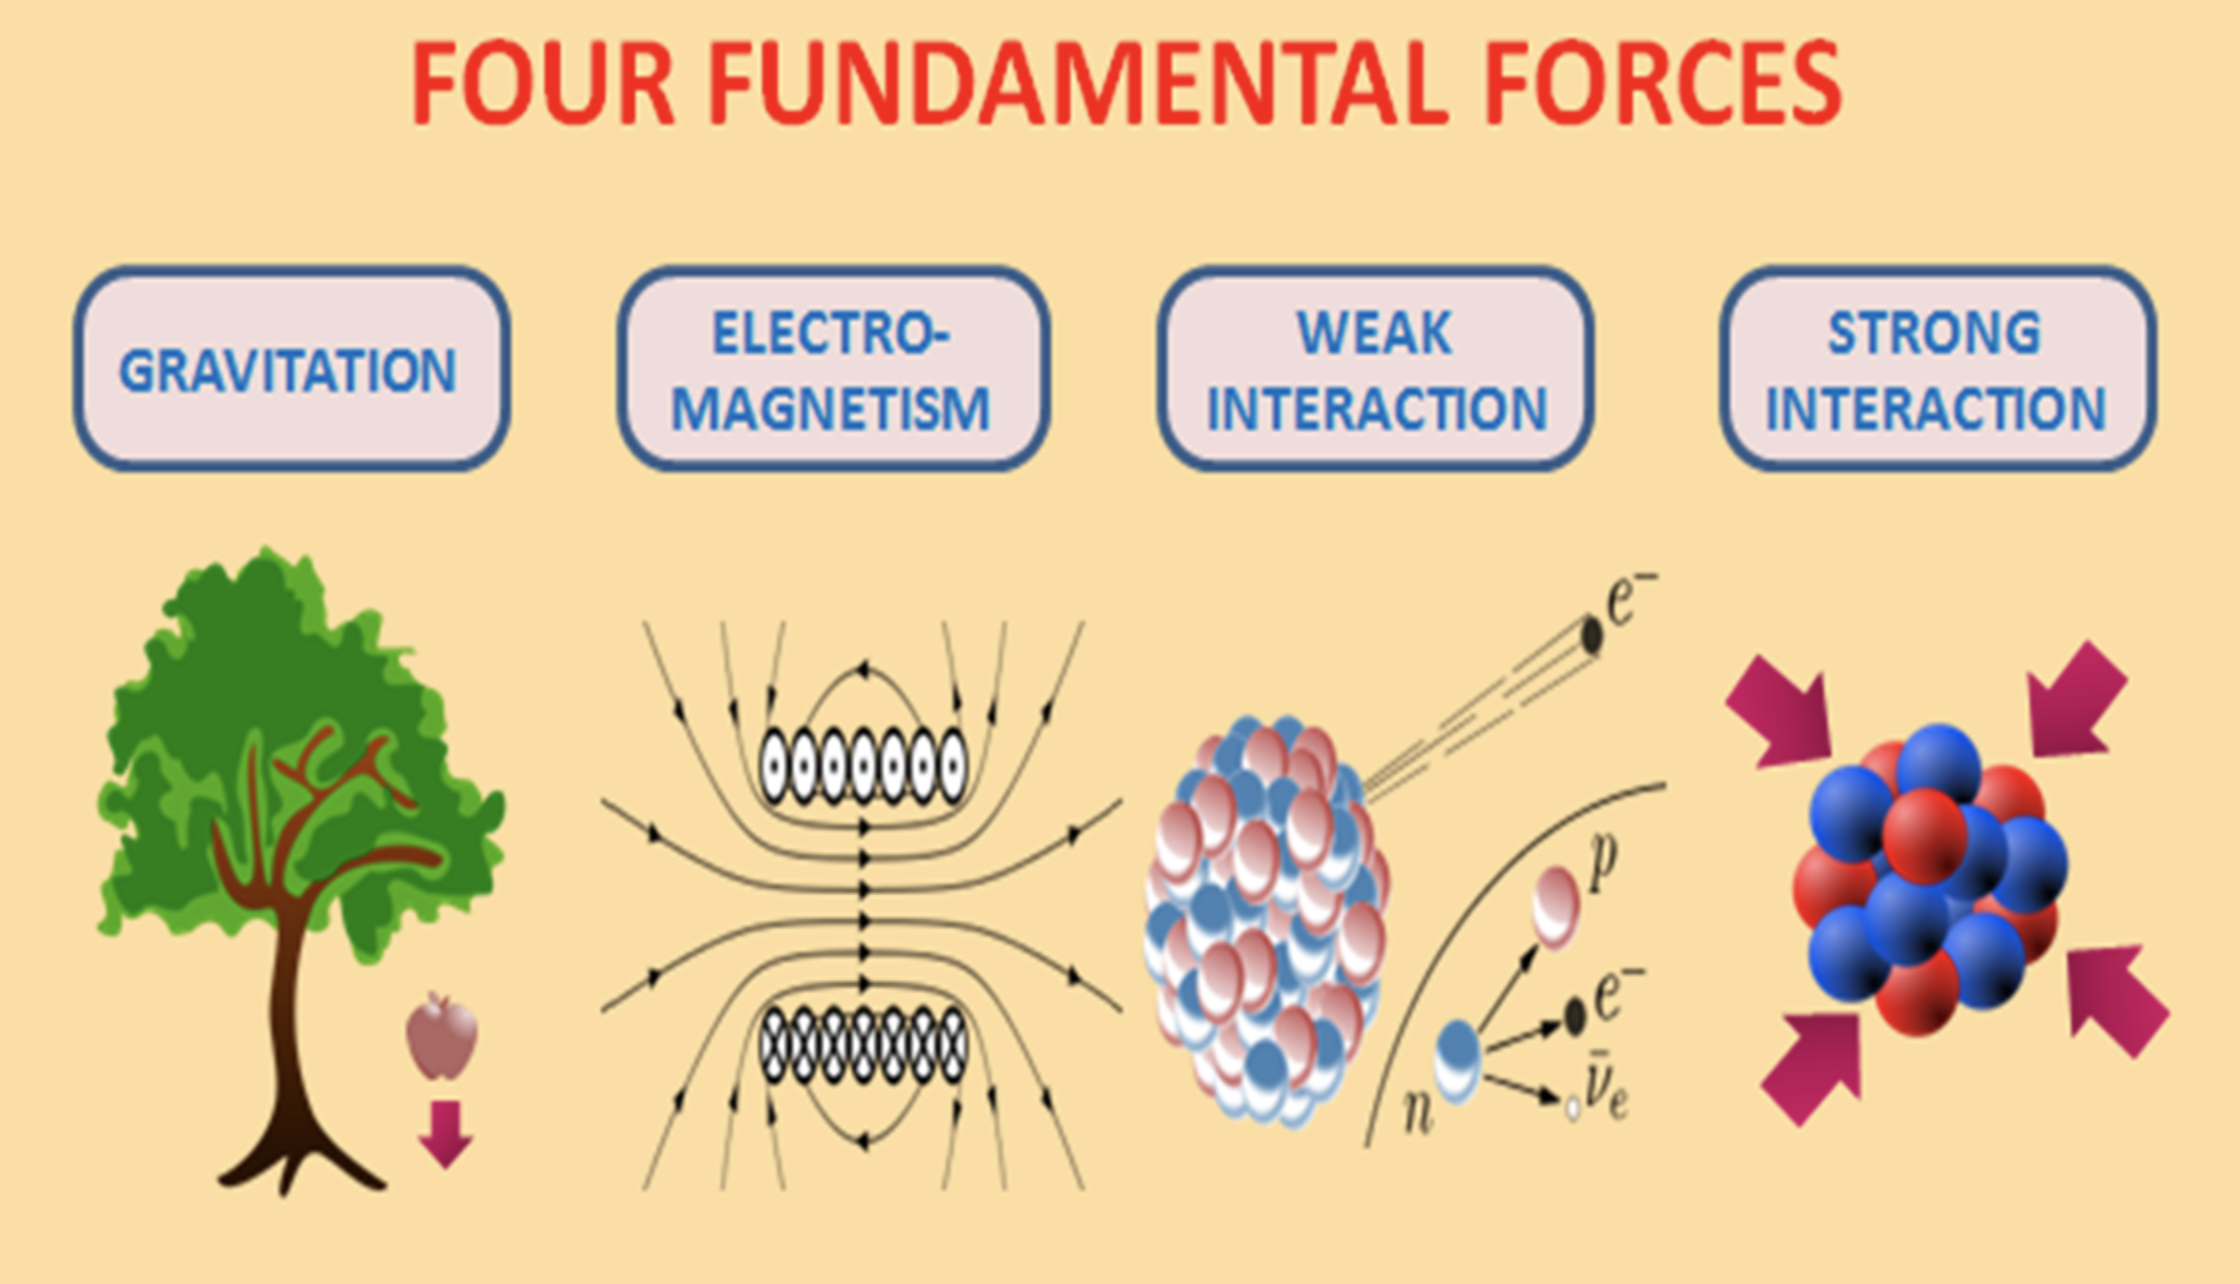 FOUR FUNDAMENTAL FORCES
GRAVITATION
ELECTRO-
MAGNETISM
WEAK
INTERACTION
STRONG
INTERACTION
e⁻
p
e⁻
ν̄ₑ
n